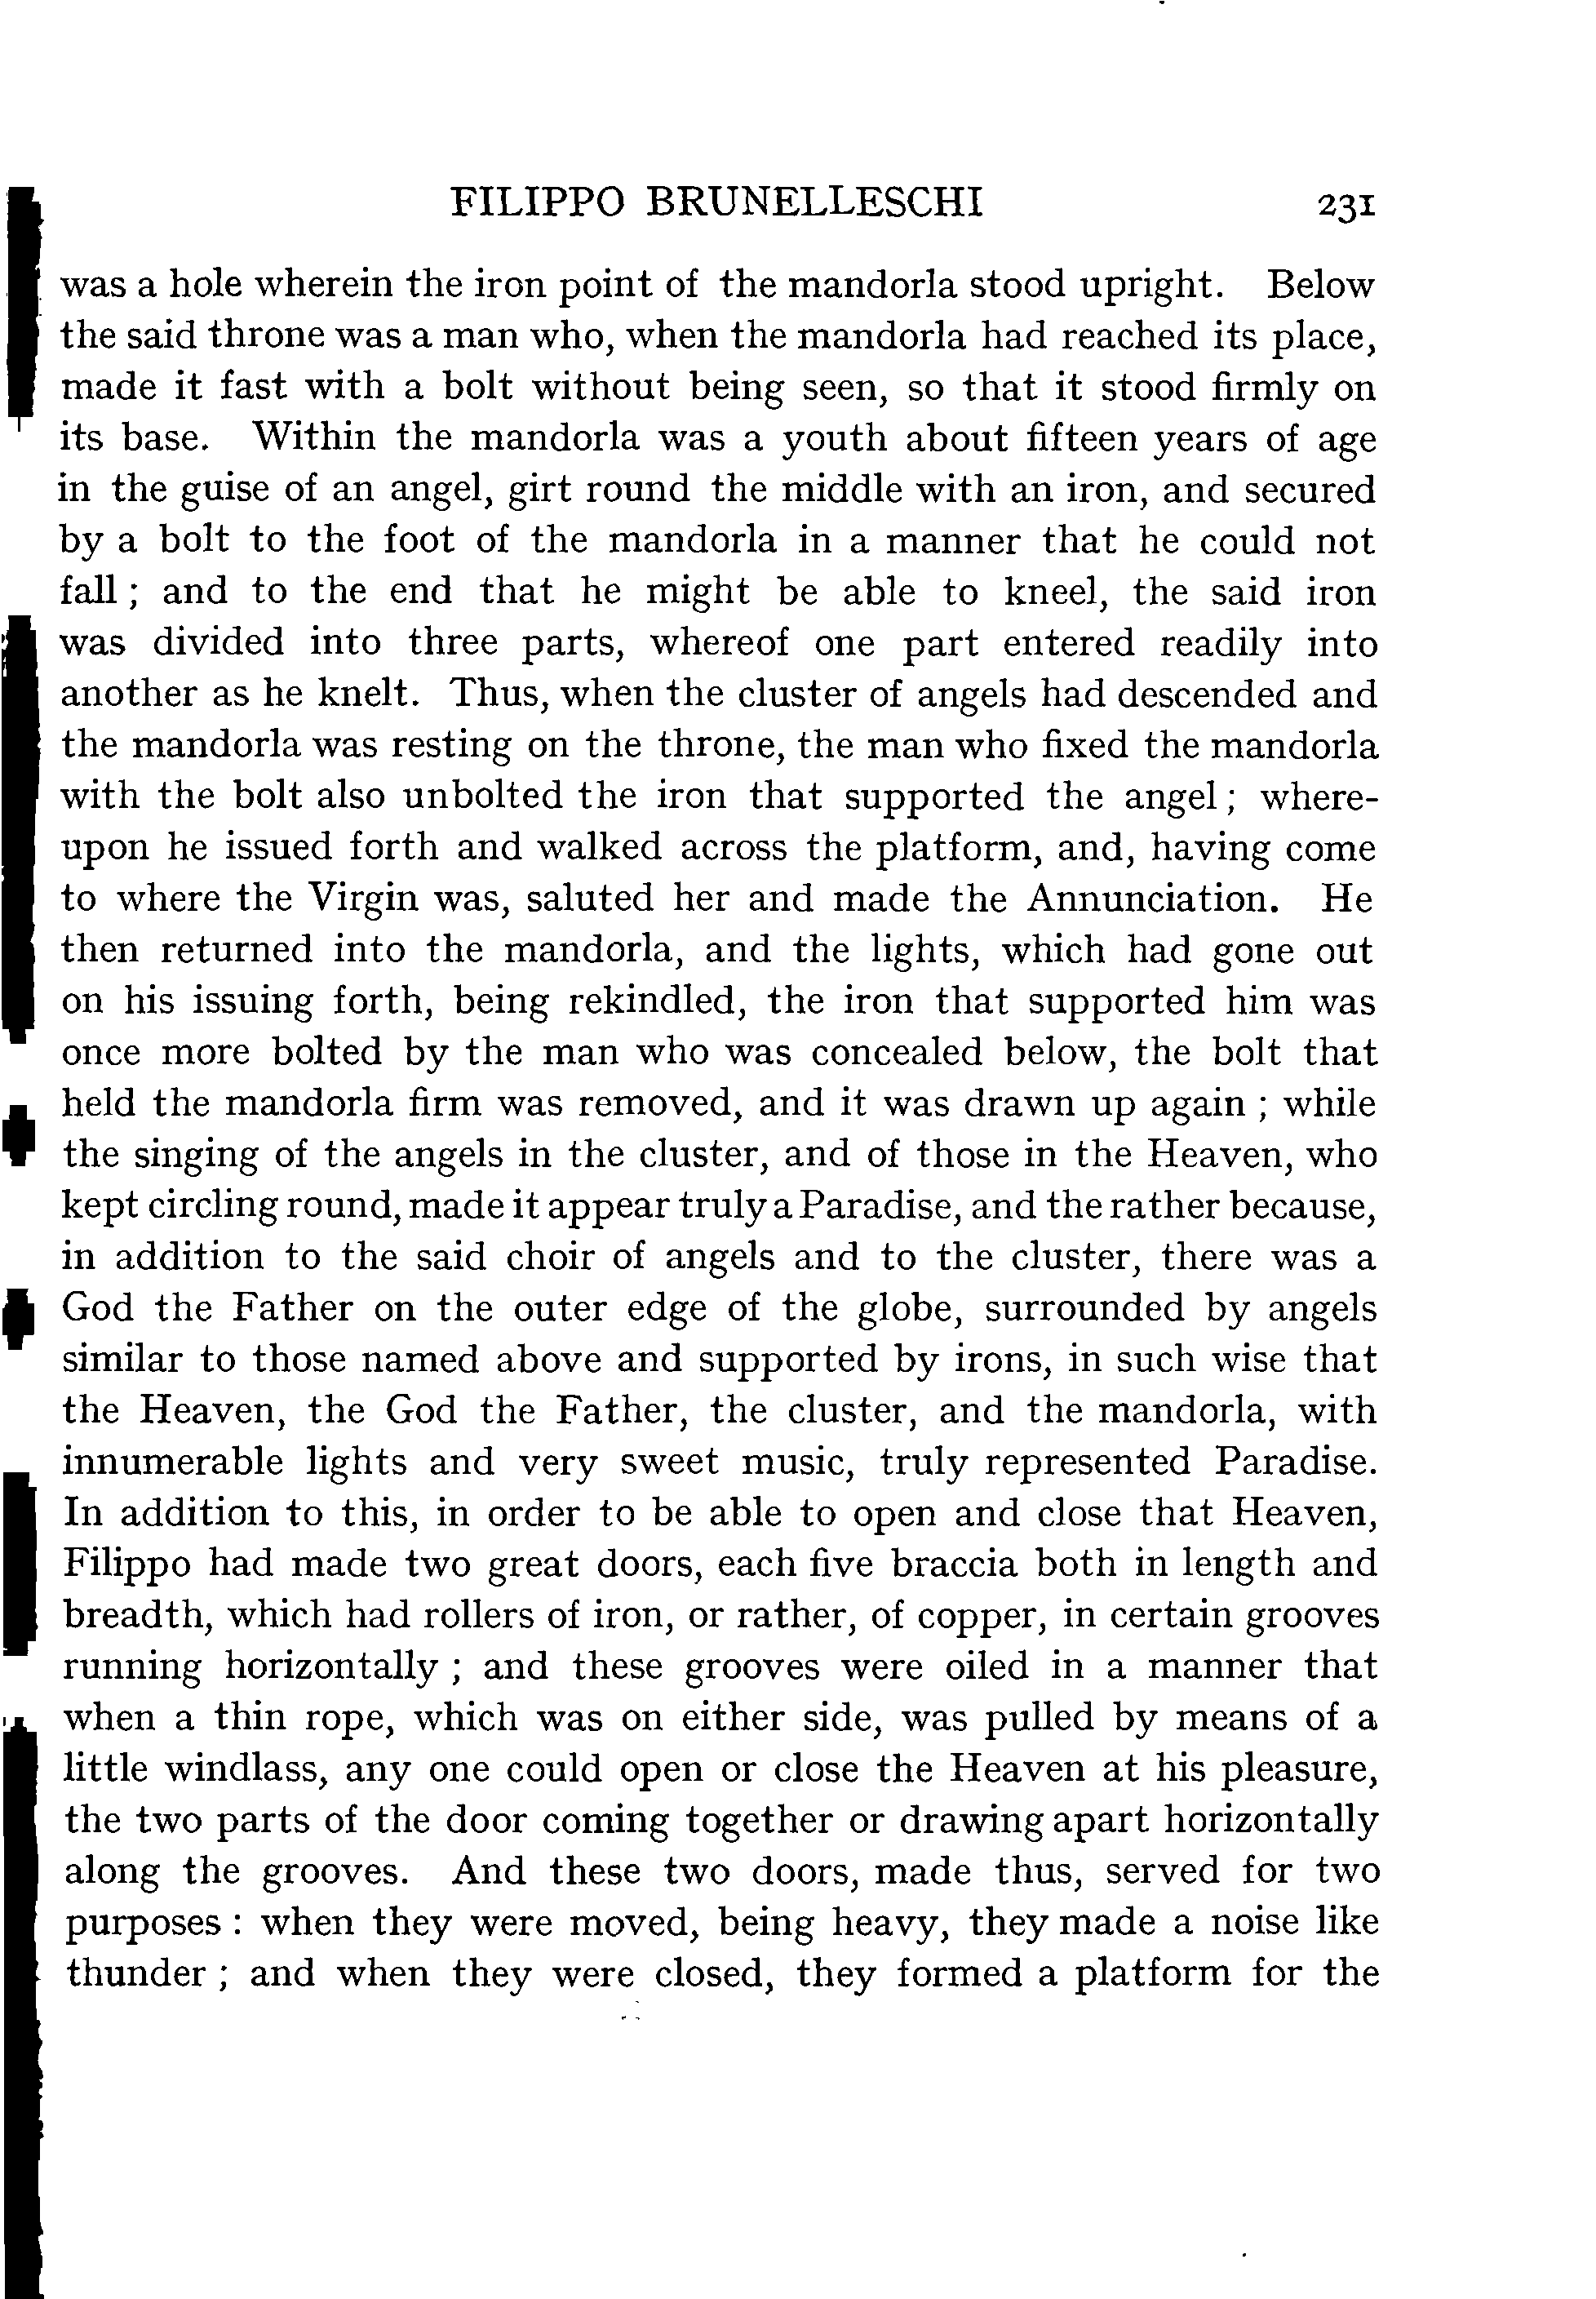 FILIPPO BRUNELLESCHI 231
was a hole wherein the iron point of the mandorla stood upright. Below
the said throne was a man who, when the mandorla had reached its place,
made it fast with a bolt without being seen, so that it stood firmly on
its base. Within the mandorla was a youth about fifteen years of age
in the guise of an angel, girt round the middle with an iron, and secured
by a bolt to the foot of the mandorla in a manner that he could not
fall ; and to the end that he might be able to kneel, the said iron
was divided into three parts, whereof one part entered readily into
another as he knelt. Thus, when the cluster of angels had descended and
the mandorla was resting on the throne, the man who fixed the mandorla
with the bolt also unbolted the iron that supported the angel ; where-
upon he issued forth and walked across the platform, and, having come
to where the Virgin was, saluted her and made the Annunciation. He
then returned into the mandorla, and the lights, which had gone out
on his issuing forth, being rekindled, the iron that supported him was
once more bolted by the man who was concealed below, the bolt that
held the mandorla firm was removed, and it was drawn up again ; while
the singing of the angels in the cluster, and of those in the Heaven, who
kept circling round, made it appear truly a Paradise, and the rather because,
in addition to the said choir of angels and to the cluster, there was a
God the Father on the outer edge of the globe, surrounded by angels
similar to those named above and supported by irons, in such wise that
the Heaven, the God the Father, the cluster, and the mandorla, with
innumerable lights and very sweet music, truly represented Paradise.
In addition to this, in order to be able to open and close that Heaven,
Filippo had made two great doors, each five braccia both in length and
breadth, which had rollers of iron, or rather, of copper, in certain grooves
running horizontally ; and these grooves were oiled in a manner that
when a thin rope, which was on either side, was pulled by means of a
little windlass, any one could open or close the Heaven at his pleasure,
the two parts of the door coming together or drawing apart horizontally
along the grooves. And these two doors, made thus, served for two
purposes : when they were moved, being heavy, they made a noise like
thunder ; and when they were closed, they formed a platform for the